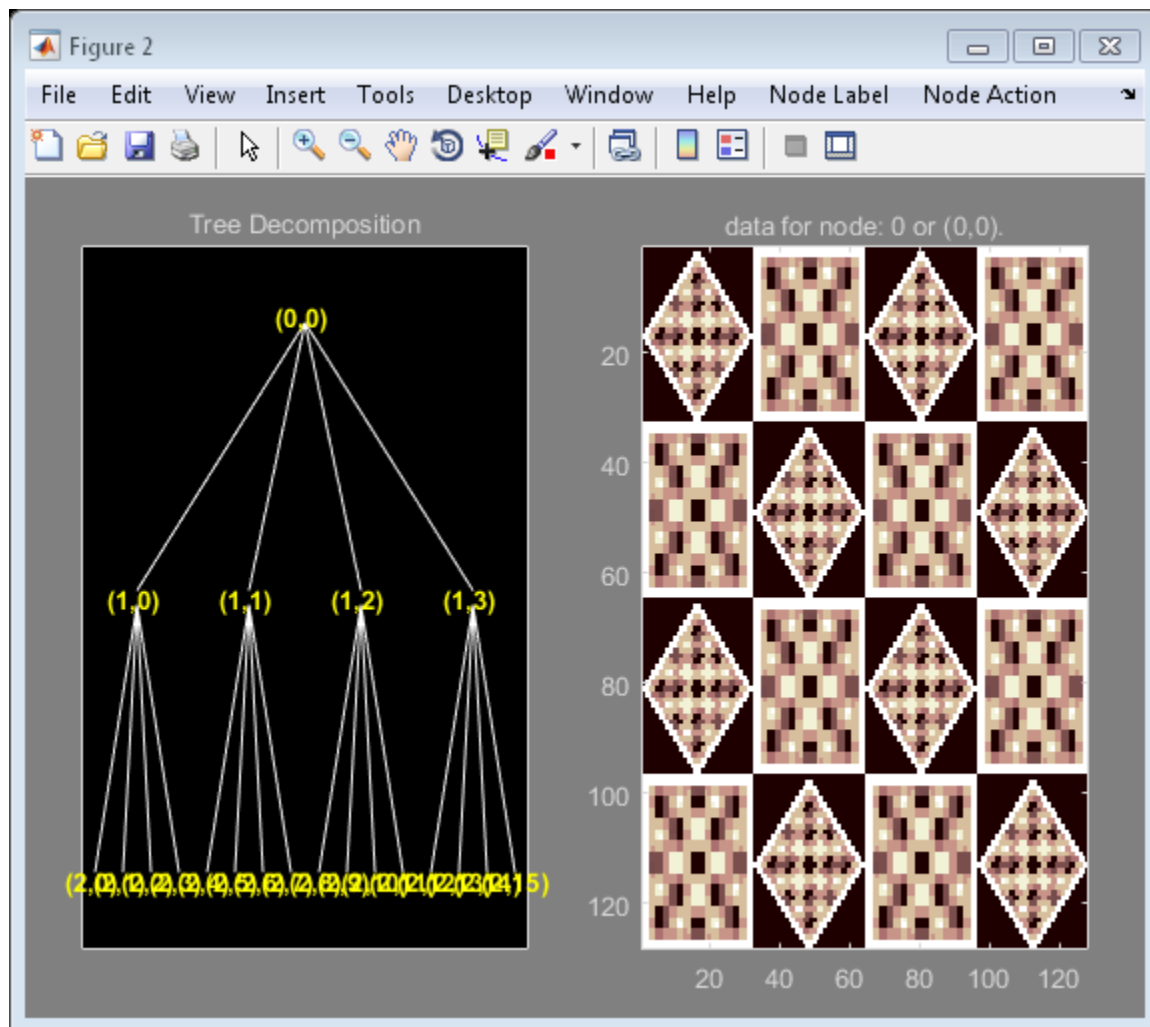 Figure 2
File Edit View Insert Tools Desktop Window Help Node Label Node Action
Tree Decomposition
(0,0)
(1,0) (1,1) (1,2) (1,3)
data for node: 0 or (0,0).
20
40
60
80
100
120
20 40 60 80 100 120